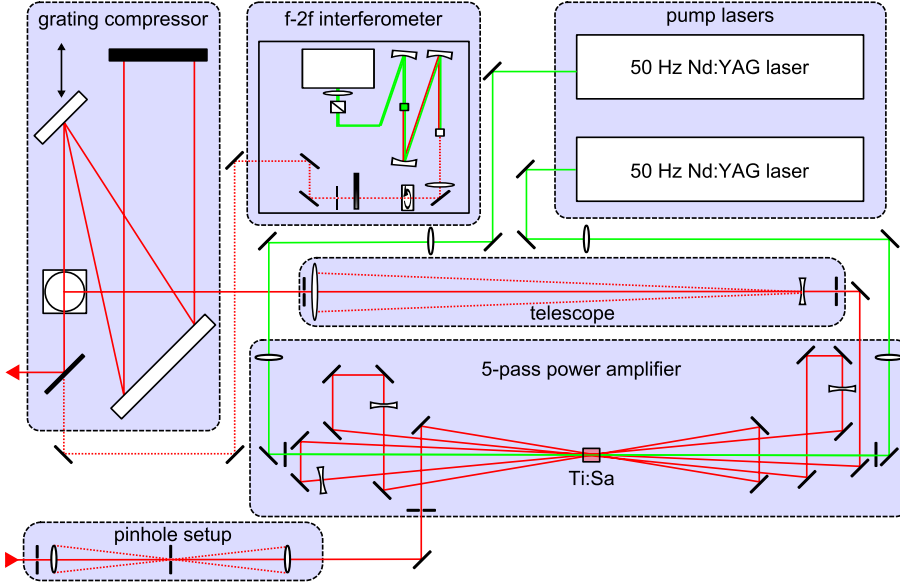 grating compressor
f-2f interferometer
pump lasers
50 Hz Nd:YAG laser
50 Hz Nd:YAG laser
telescope
5-pass power amplifier
Ti:Sa
pinhole setup